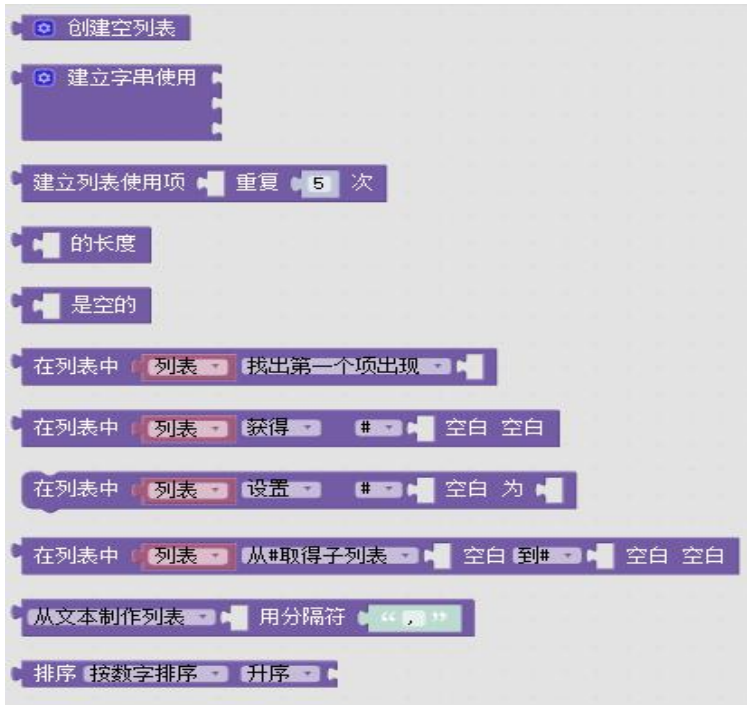 创建空列表
建立字串使用
建立列表使用项 重复 5 次
的长度
是空的
在列表中 列表 找出第一个项出现
在列表中 列表 获得 # 空白 空白
在列表中 列表 设置 # 空白 为
在列表中 列表 从#取得子列表 空白 到# 空白 空白
从文本制作列表 用分隔符 “ , ”
排序 按数字排序 升序